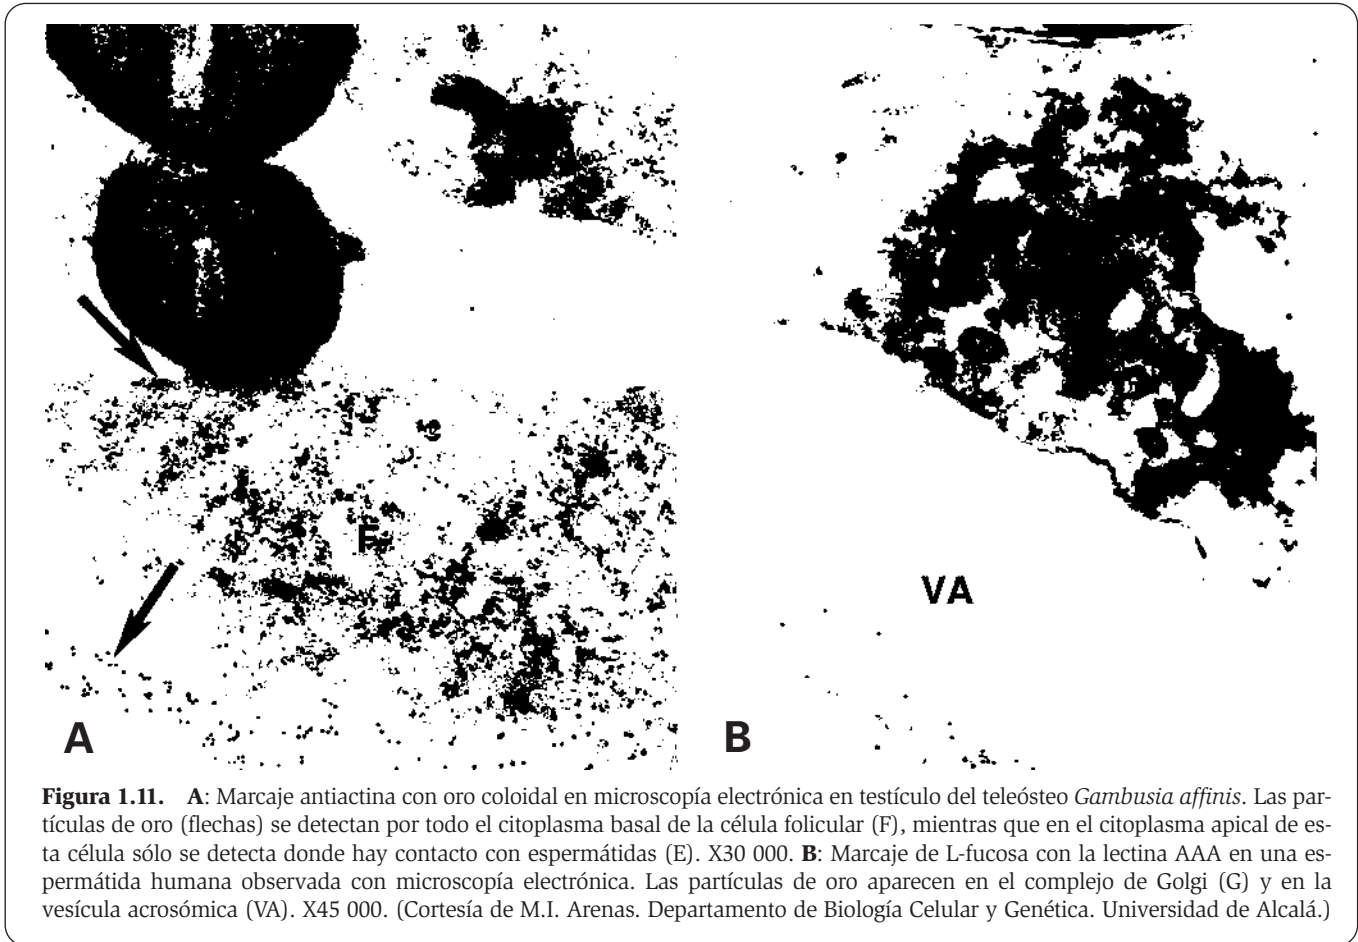 F
A
VA
B
Figura 1.11. A: Marcaje antiactina con oro coloidal en microscopía electrónica en testículo del teleósteo Gambusia affinis. Las par-
tículas de oro (flechas) se detectan por todo el citoplasma basal de la célula folicular (F), mientras que en el citoplasma apical de es-
ta célula sólo se detecta donde hay contacto con espermátidas (E). X30 000. B: Marcaje de L-fucosa con la lectina AAA en una es-
permátida humana observada con microscopía electrónica. Las partículas de oro aparecen en el complejo de Golgi (G) y en la
vesícula acrosómica (VA). X45 000. (Cortesía de M.I. Arenas. Departamento de Biología Celular y Genética. Universidad de Alcalá.)